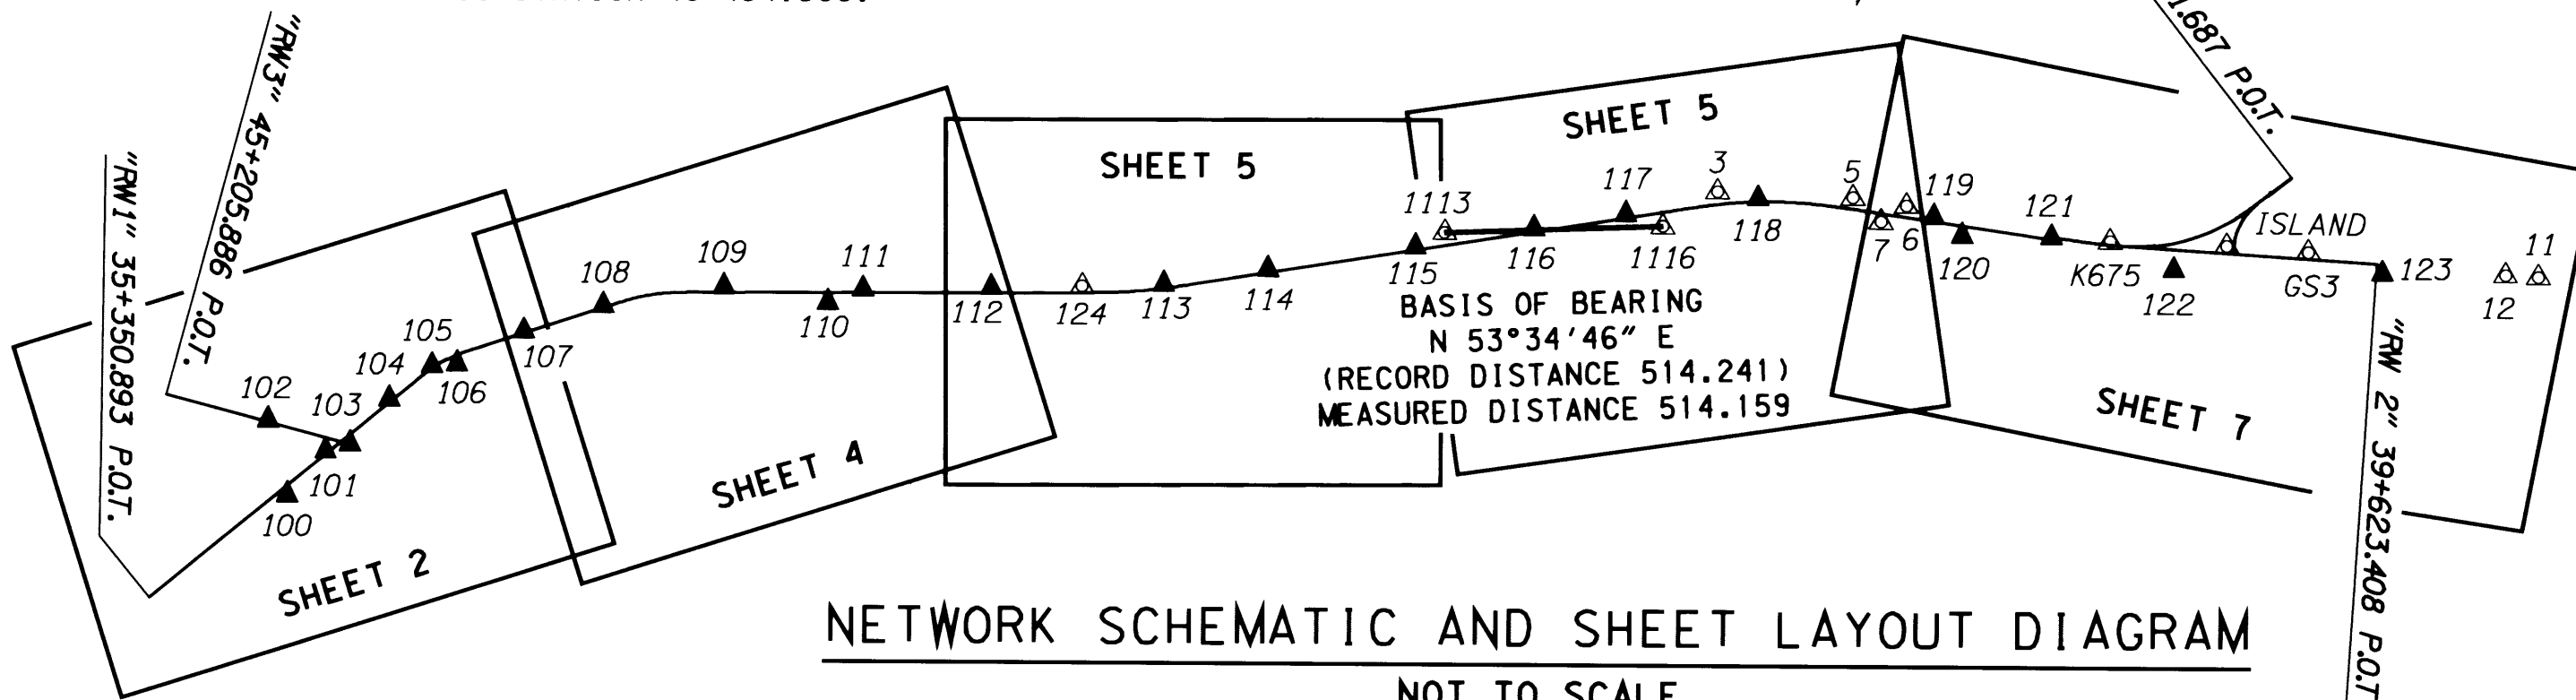 "RW1" 35+350.893 P.O.T.
"RW3" 45+205.886 P.O.T.
1.687 P.O.T.
SHEET 5
SHEET 5
3
5
117
119
1113
121
ISLAND
109
111
7
6
11
108
118
116
1116
120
K675
GS3
123
115
122
12
112
124
113
114
110
105
104
107
106
102
103
BASIS OF BEARING
N 53°34'46" E
(RECORD DISTANCE 514.241)
MEASURED DISTANCE 514.159
SHEET 7
SHEET 4
101
100
SHEET 2
"RW 2" 39+623.408 P.O.T
NETWORK SCHEMATIC AND SHEET LAYOUT DIAGRAM
NOT TO SCALE